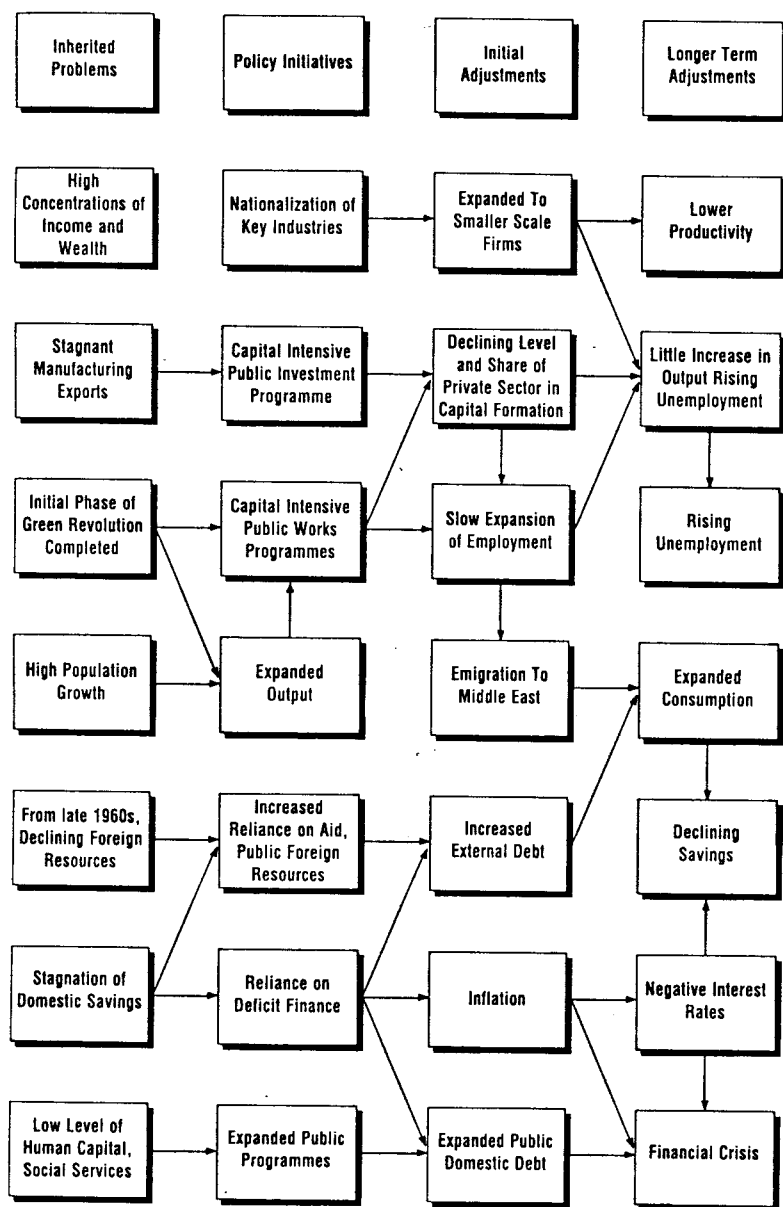 Inherited
Problems
Policy Initiatives
Initial
Adjustments
Longer Term
Adjustments
High
Concentrations of
Income and
Wealth
Nationalization of
Key Industries
Expanded To
Smaller Scale
Firms
Lower
Productivity
Stagnant
Manufacturing
Exports
Capital Intensive
Public Investment
Programme
Declining Level
and Share of
Private Sector in
Capital Formation
Little Increase in
Output Rising
Unemployment
Initial Phase of
Green Revolution
Completed
Capital Intensive
Public Works
Programmes
Slow Expansion
of Employment
Rising
Unemployment
High Population
Growth
Expanded
Output
Emigration To
Middle East
Expanded
Consumption
From late 1960s,
Declining Foreign
Resources
Increased
Reliance on Aid,
Public Foreign
Resources
Increased
External Debt
Declining
Savings
Stagnation of
Domestic Savings
Reliance on
Deficit Finance
Inflation
Negative Interest
Rates
Low Level of
Human Capital,
Social Services
Expanded Public
Programmes
Expanded Public
Domestic Debt
Financial Crisis